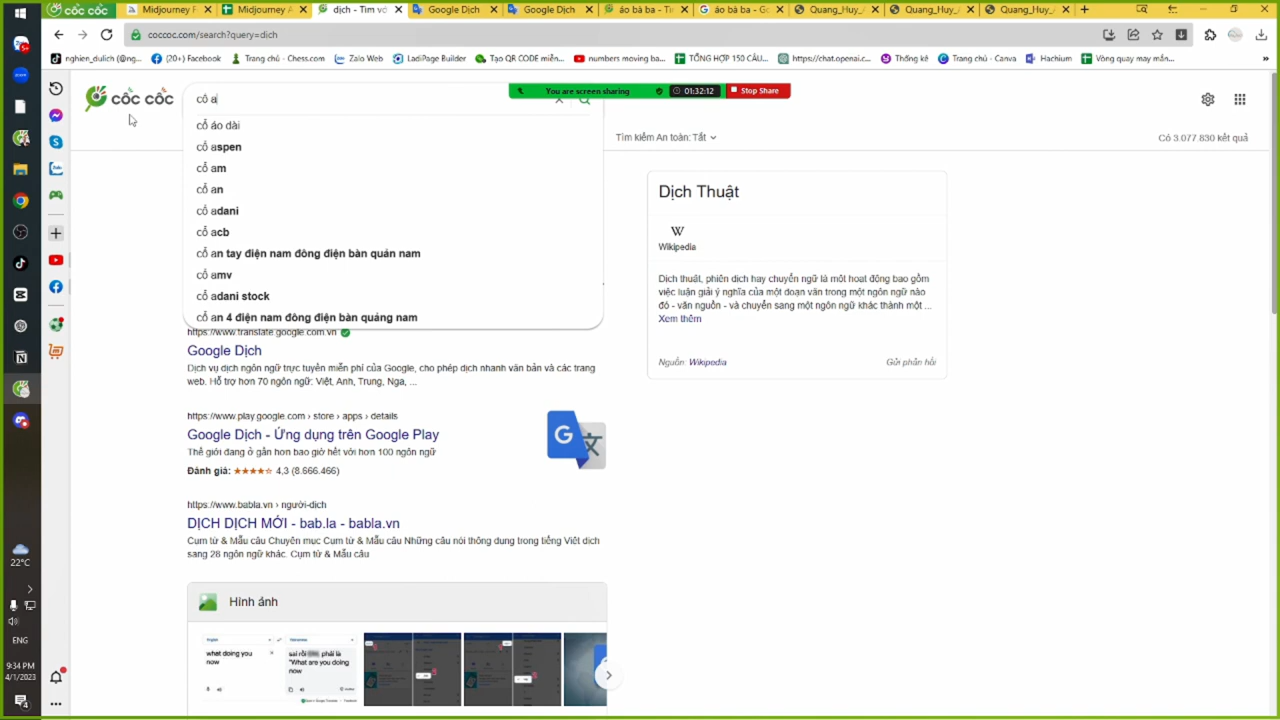 cốc cốc
Midjourney F
Midjourney A
dịch - Tìm vớ
Google Dịch
Google Dịch
áo bà ba - Tì
áo bà ba - Go
Quang_Huy_
Quang_Huy_
Quang_Huy_
coccoc.com/search?query=dịch
nghien_dulich (@ng...
(20+) Facebook
Trang chủ - Chess.com
Zalo Web
LadiPage Builder
Tạo QR CODE miễn...
numbers moving ba...
TỔNG HỢP 150 CÂU...
https://chat.openai.c...
Thống kê
Trang chủ - Canva
Hachium
Vòng quay may mắn...
You are screen sharing
01:32:12
Stop Share
cốc cốc
cổ a
cổ áo dài
cổ aspen
cổ am
cổ an
cổ adani
cổ acb
cổ an tay điện nam đông điện bàn quản nam
cổ amv
cổ adani stock
cổ an 4 điện nam đông điện bàn quảng nam
Tìm kiếm An toàn: Tắt
Có 3.077.830 kết quả
Dịch Thuật
W
Wikipedia
Dịch thuật, phiên dịch hay chuyển ngữ là một hoạt động bao gồm
việc luận giải ý nghĩa của một đoạn văn trong một ngôn ngữ nào
đó - văn nguồn - và chuyển sang một ngôn ngữ khác thành một ...
Xem thêm
Nguồn: Wikipedia
Gửi phản hồi
https://www.translate.google.com.vn
Google Dịch
Dịch vụ dịch ngôn ngữ trực tuyến miễn phí của Google, cho phép dịch nhanh văn bản và các trang
web. Hỗ trợ hơn 70 ngôn ngữ: Việt, Anh, Trung, Nga, ...
https://www.play.google.com › store › apps › details
Google Dịch - Ứng dụng trên Google Play
Thế giới đang ở gần hơn bao giờ hết với hơn 100 ngôn ngữ
Đánh giá: 4,3 (8.666.466)
https://www.babla.vn › người-dịch
DỊCH DỊCH MỚI - bab.la - babla.vn
Cụm từ & Mẫu câu Chuyên mục Cụm từ & Mẫu câu Những câu nói thông dụng trong tiếng Việt dịch
sang 28 ngôn ngữ khác. Cụm từ & Mẫu câu
Hình ảnh
what doing you
now
sai rồi phải là
"What are you doing
now
22°C
ENG
9:34 PM
4/1/2023